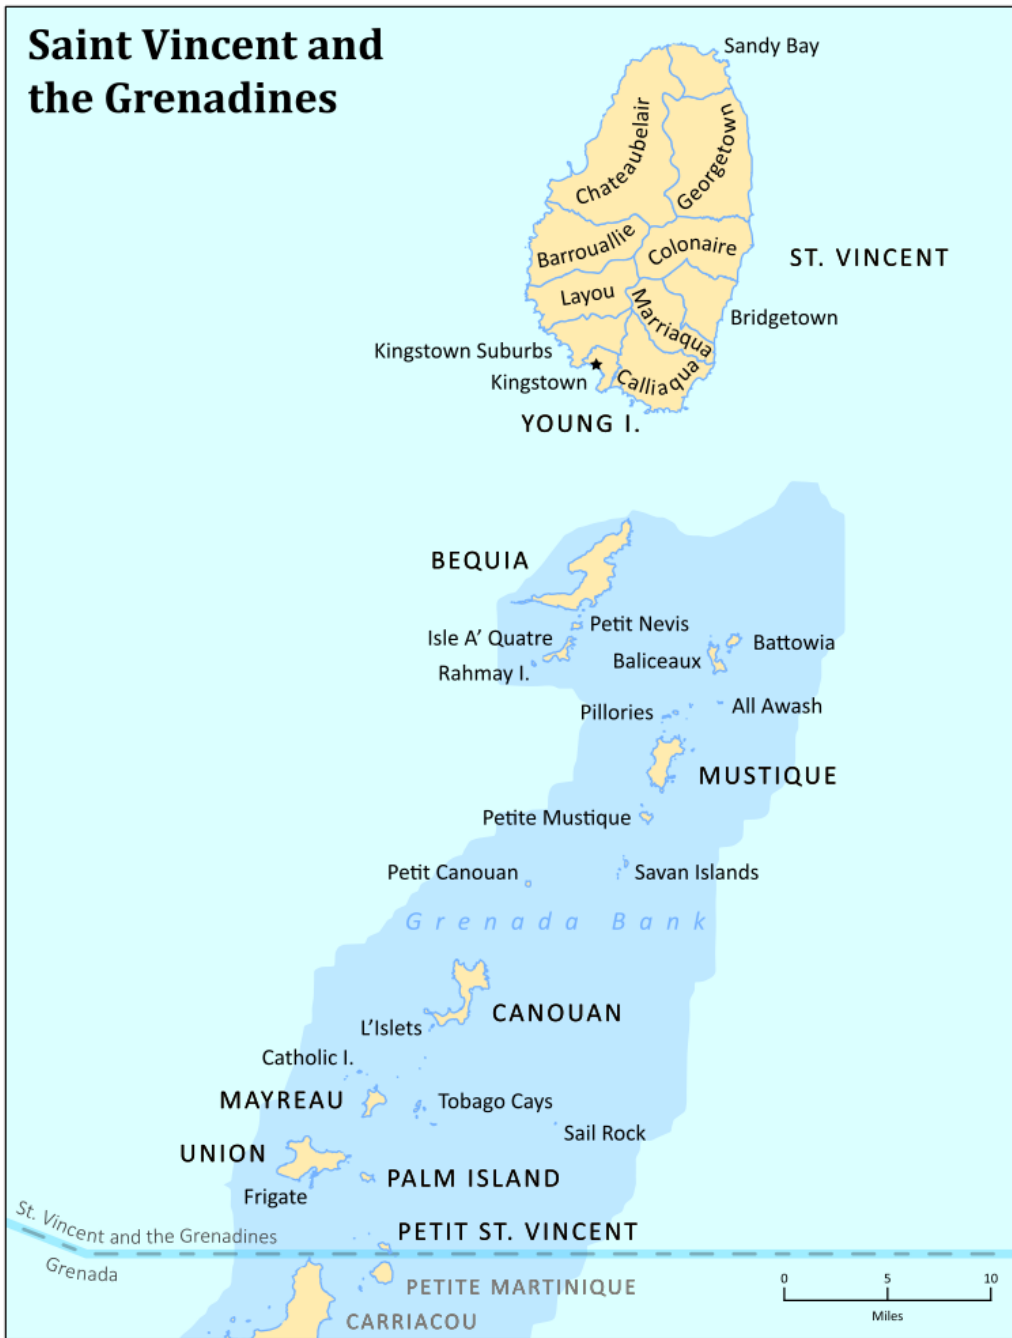 Saint Vincent and
the Grenadines
Sandy Bay
Chateaubelair
Georgetown
Barrouallie
Colonaire
ST. VINCENT
Layou
Marriaqua
Bridgetown
Kingstown Suburbs
Kingstown
Calliaqua
YOUNG I.
BEQUIA
Petit Nevis
Isle A’ Quatre
Battowia
Baliceaux
Rahmay I.
All Awash
Pillories
MUSTIQUE
Petite Mustique
Petit Canouan
Savan Islands
Grenada Bank
CANOUAN
L’Islets
Catholic I.
MAYREAU
Tobago Cays
Sail Rock
UNION
PALM ISLAND
Frigate
St. Vincent and the Grenadines
PETIT ST. VINCENT
Grenada
PETITE MARTINIQUE
CARRIACOU
0 5 10
Miles